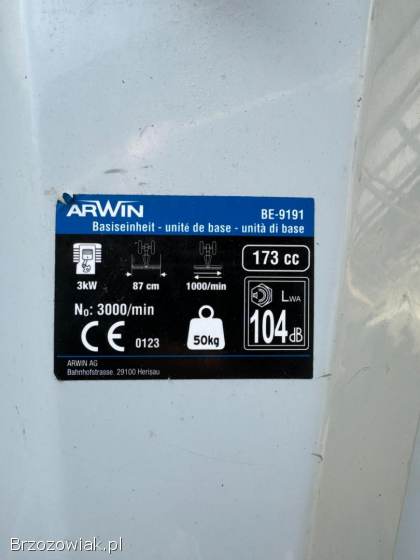 ARWIN
BE-9191
Basiseinheit - unité de base - unità di base
3kW
87 cm
1000/min
173 cc
N₀: 3000/min
LWA
104dB
CE 0123
50kg
ARWIN AG
Bahnhofstrasse, 29100 Herisau
Brzozowiak.pl